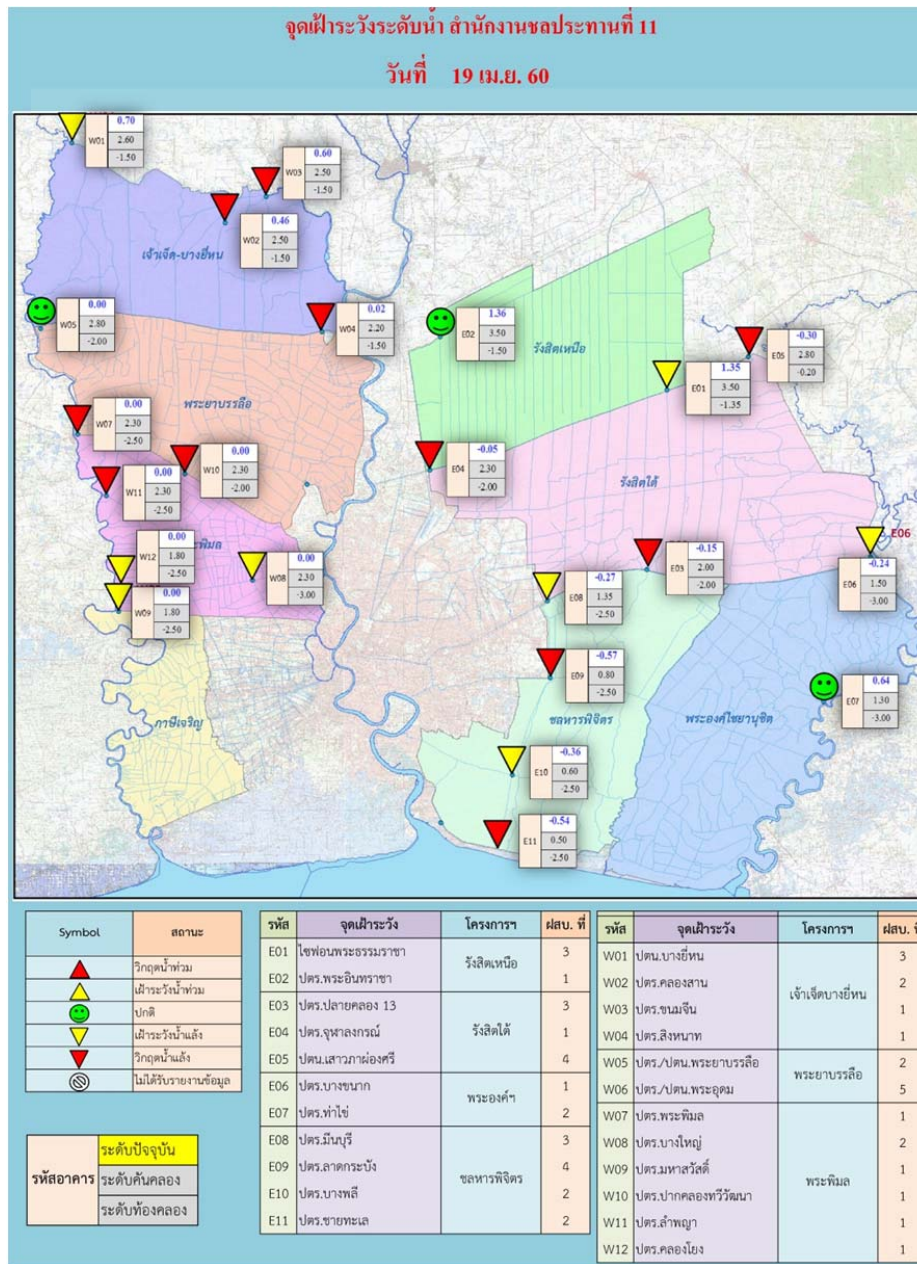 จุดเฝ้าระวังระดับน้ำ สำนักงานชลประทานที่ 11
วันที่ 19 เม.ย. 60
W01 0.70 2.60 -1.50
W03 0.60 2.50 -1.50
W02 0.46 2.50 -1.50
เจ้าเจ็ด-บางยี่หน
W05 0.00 2.80 -2.00
W04 0.02 2.20 -1.50
E02 1.36 3.50 -1.50
รังสิตเหนือ
E05 -0.30 2.80 -0.20
E01 1.35 3.50 -1.35
พระยาบรรลือ
W07 0.00 2.30 -2.50
W10 0.00 2.30 -2.00
E04 -0.05 2.30 -2.00
W11 0.00 2.30 -2.50
รังสิตใต้
W12 0.00 1.80 -2.50
พิมล
W08 0.00 2.30 -3.00
E03 -0.15 2.00 -2.00
E06
E06 -0.24 1.50 -3.00
W09 0.00 1.80 -2.50
E08 -0.27 1.35 -2.50
E09 -0.57 0.80 -2.50
E07 0.64 1.30 -3.00
ภาษีเจริญ
ชลหารพิจิตร
พระองค์ไชยานุชิต
E10 -0.36 0.60 -2.50
E11 -0.54 0.50 -2.50
Symbol สถานะ
วิกฤตน้ำท่วม
เฝ้าระวังน้ำท่วม
ปกติ
เฝ้าระวังน้ำแล้ง
วิกฤตน้ำแล้ง
ไม่ได้รับรายงานข้อมูล
รหัสอาคาร
ระดับปัจจุบัน
ระดับคันคลอง
ระดับท้องคลอง
รหัส จุดเฝ้าระวัง โครงการฯ ฝสบ. ที่
E01 ไซฟอนพระธรรมราชา รังสิตเหนือ 3
E02 ปตร.พระอินทราชา 1
E03 ปตร.ปลายคลอง 13 รังสิตใต้ 3
E04 ปตร.จุฬาลงกรณ์ 1
E05 ปตน.เสาวภาผ่องศรี 4
E06 ปตร.บางขนาก พระองค์ฯ 1
E07 ปตร.ท่าไข่ 2
E08 ปตร.มีนบุรี ชลหารพิจิตร 3
E09 ปตร.ลาดกระบัง 4
E10 ปตร.บางพลี 2
E11 ปตร.ชายทะเล 2
รหัส จุดเฝ้าระวัง โครงการฯ ฝสบ. ที่
W01 ปตน.บางยี่หน เจ้าเจ็ดบางยี่หน 3
W02 ปตร.คลองสาน 2
W03 ปตร.ขนมจีน 1
W04 ปตร.สิงหนาท 1
W05 ปตร./ปตน.พระยาบรรลือ พระยาบรรลือ 2
W06 ปตร./ปตน.พระอุดม 5
W07 ปตร.พระพิมล พระพิมล 1
W08 ปตร.บางใหญ่ 2
W09 ปตร.มหาสวัสดิ์ 1
W10 ปตร.ปากคลองทวีวัฒนา 1
W11 ปตร.ลำพญา 1
W12 ปตร.คลองโยง 1